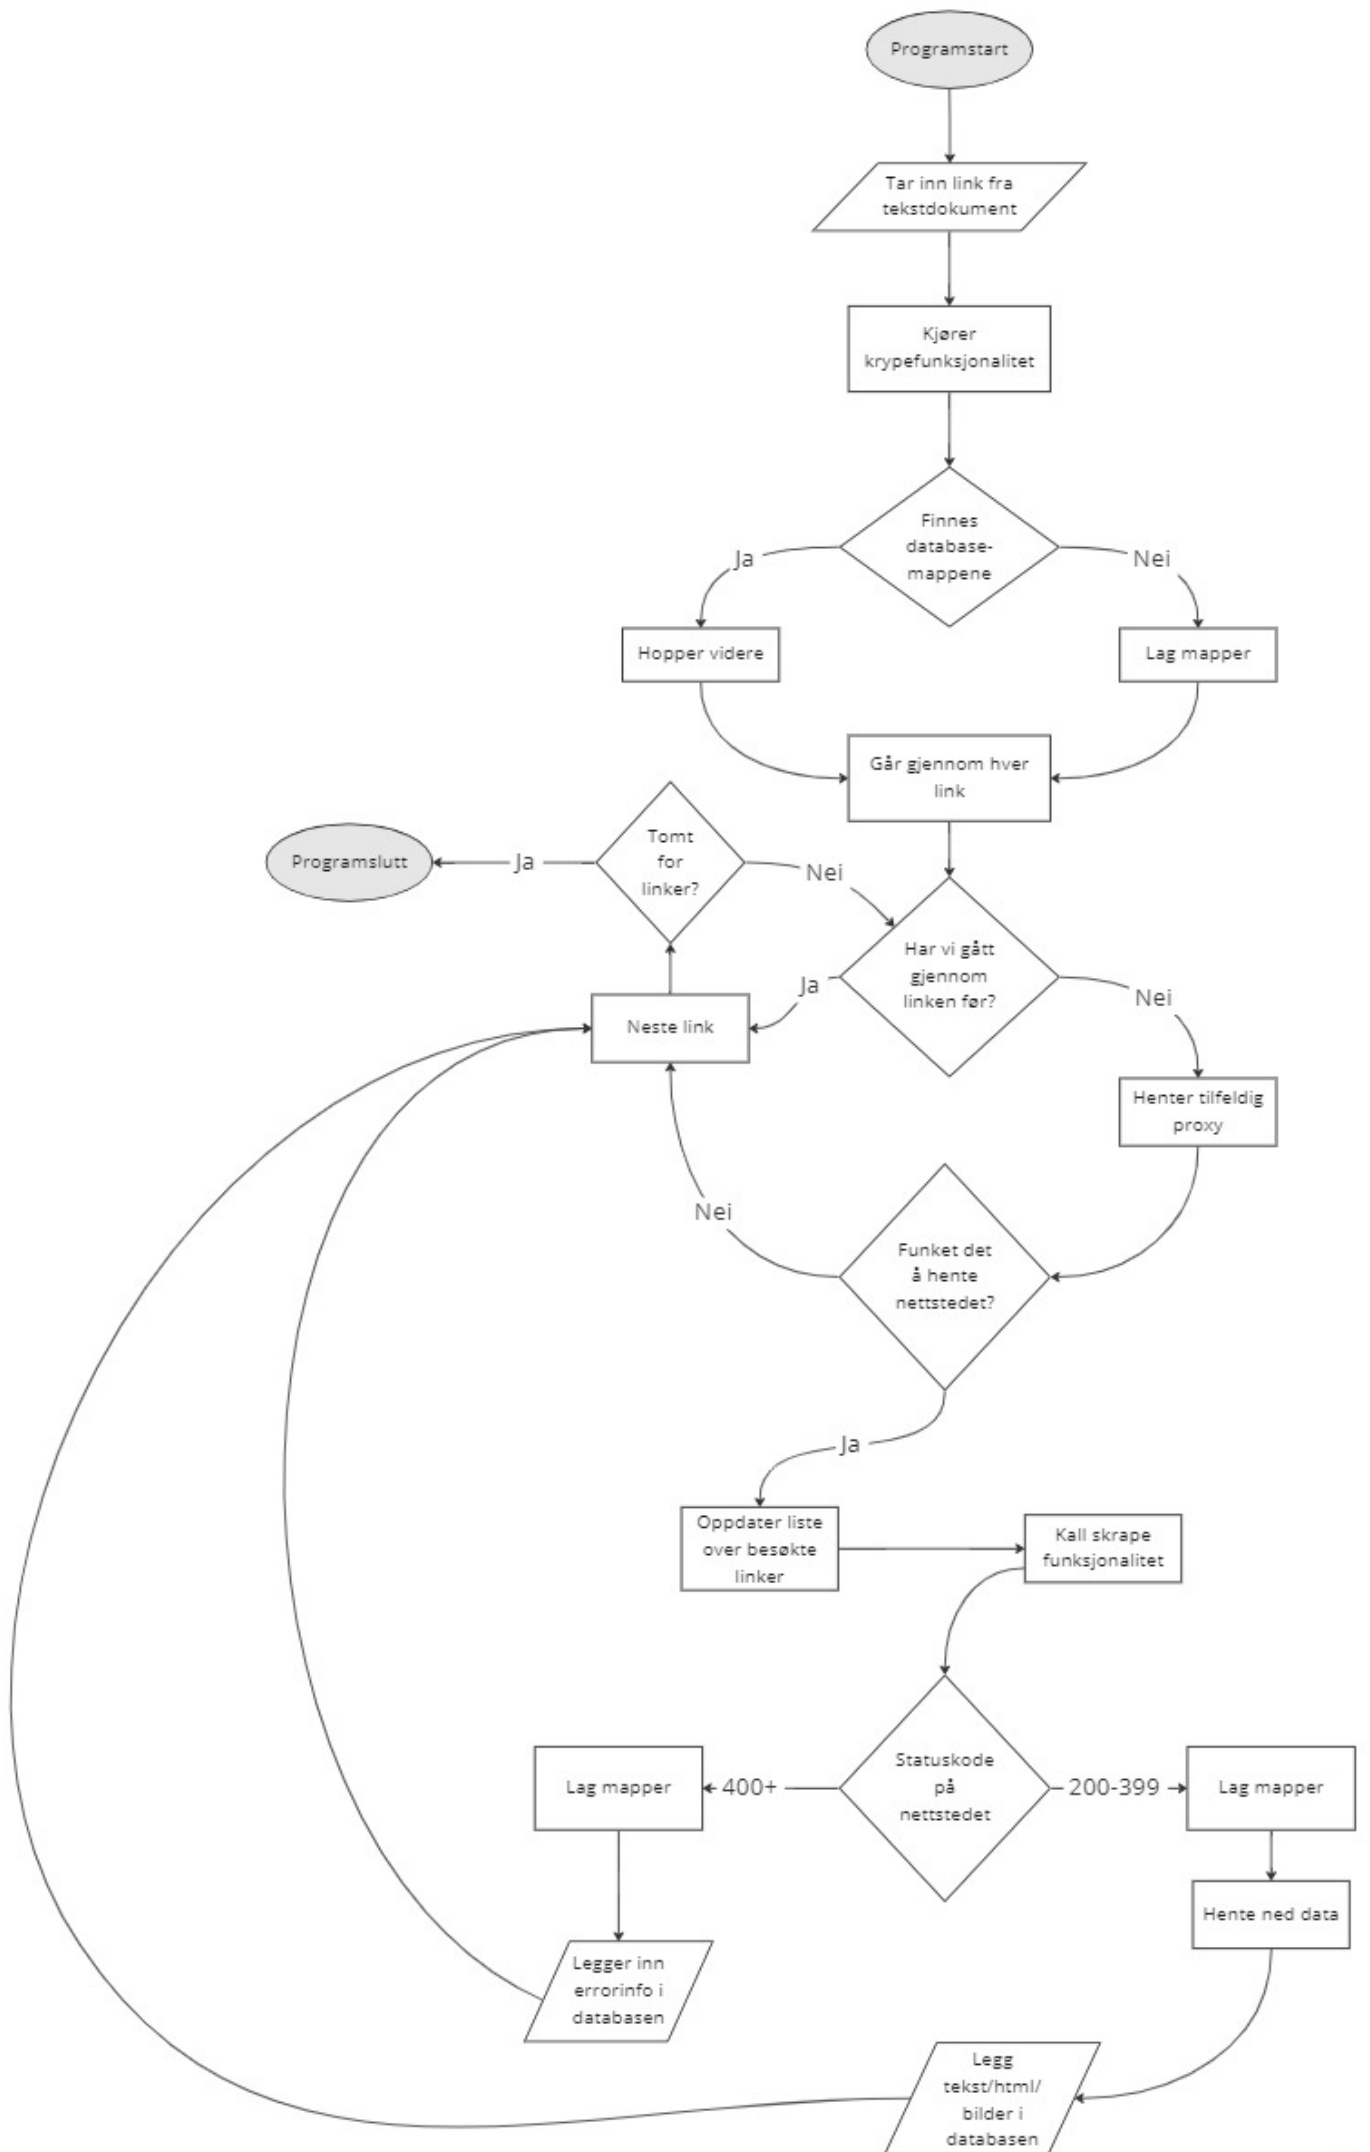 Programstart
Tar inn link fra
tekstdokument
Kjører
krypefunksjonalitet
Finnes
database-
mappene
Ja
Nei
Hopper videre
Lag mapper
Går gjennom hver
link
Tomt
for
linker?
Programslutt
Ja
Nei
Har vi gått
gjennom
linken før?
Ja
Nei
Neste link
Henter tilfeldig
proxy
Nei
Funket det
å hente
nettstedet?
Ja
Oppdater liste
over besøkte
linker
Kall skrape
funksjonalitet
Statuskode
på
nettstedet
Lag mapper
400+
200-399
Lag mapper
Hente ned data
Legger inn
errorinfo i
databasen
Legg
tekst/html/
bilder i
databasen